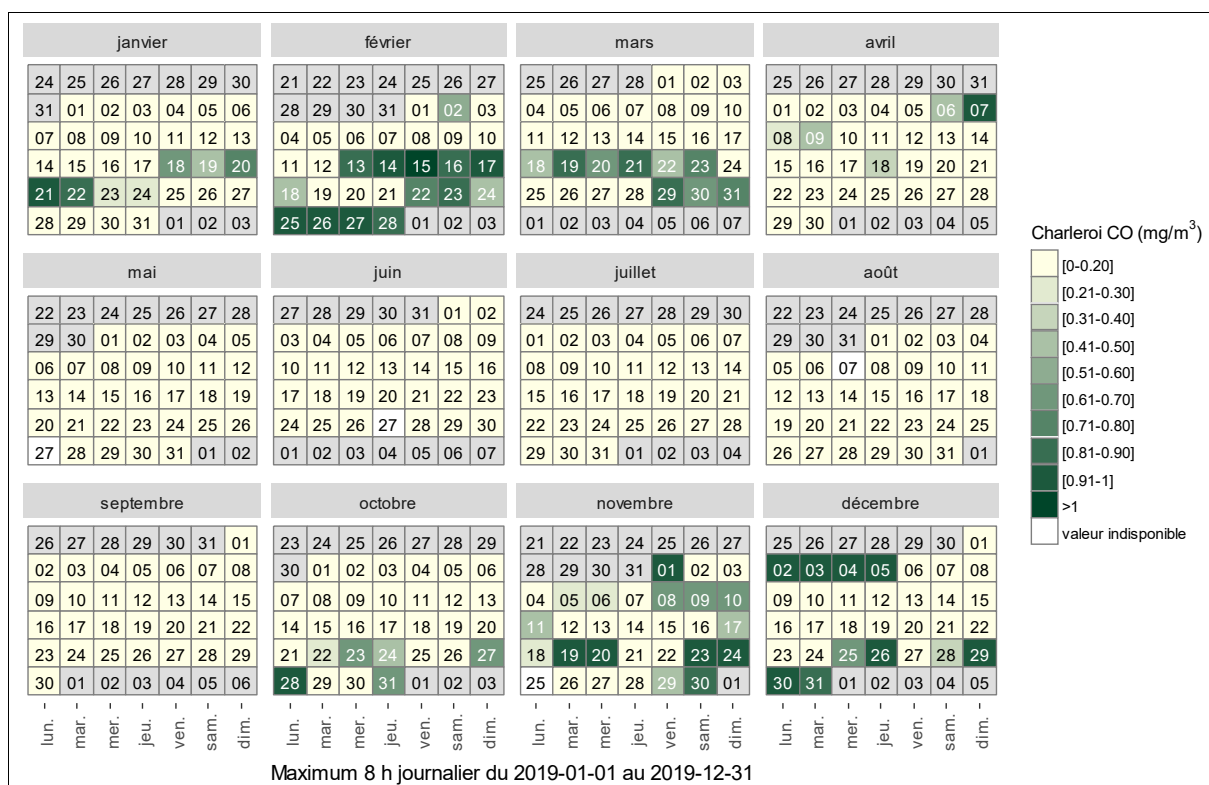 janvier février mars avril
24 25 26 27 28 29 30 21 22 23 24 25 26 27 25 26 27 28 01 02 03 25 26 27 28 29 30 31
31 01 02 03 04 05 06 28 29 30 31 01 02 03 04 05 06 07 08 09 10 01 02 03 04 05 06 07
07 08 09 10 11 12 13 04 05 06 07 08 09 10 11 12 13 14 15 16 17 08 09 10 11 12 13 14
14 15 16 17 18 19 20 11 12 13 14 15 16 17 18 19 20 21 22 23 24 15 16 17 18 19 20 21
21 22 23 24 25 26 27 18 19 20 21 22 23 24 25 26 27 28 29 30 31 22 23 24 25 26 27 28
28 29 30 31 01 02 03 25 26 27 28 01 02 03 01 02 03 04 05 06 07 29 30 01 02 03 04 05
mai juin juillet août
22 23 24 25 26 27 28 27 28 29 30 31 01 02 24 25 26 27 28 29 30 22 23 24 25 26 27 28
29 30 01 02 03 04 05 03 04 05 06 07 08 09 01 02 03 04 05 06 07 29 30 31 01 02 03 04
06 07 08 09 10 11 12 10 11 12 13 14 15 16 08 09 10 11 12 13 14 05 06 07 08 09 10 11
13 14 15 16 17 18 19 17 18 19 20 21 22 23 15 16 17 18 19 20 21 12 13 14 15 16 17 18
20 21 22 23 24 25 26 24 25 26 27 28 29 30 22 23 24 25 26 27 28 19 20 21 22 23 24 25
27 28 29 30 31 01 02 01 02 03 04 05 06 07 29 30 31 01 02 03 04 26 27 28 29 30 31 01
septembre octobre novembre décembre
26 27 28 29 30 31 01 23 24 25 26 27 28 29 21 22 23 24 25 26 27 25 26 27 28 29 30 01
02 03 04 05 06 07 08 30 01 02 03 04 05 06 28 29 30 31 01 02 03 02 03 04 05 06 07 08
09 10 11 12 13 14 15 07 08 09 10 11 12 13 04 05 06 07 08 09 10 09 10 11 12 13 14 15
16 17 18 19 20 21 22 14 15 16 17 18 19 20 11 12 13 14 15 16 17 16 17 18 19 20 21 22
23 24 25 26 27 28 29 21 22 23 24 25 26 27 18 19 20 21 22 23 24 23 24 25 26 27 28 29
30 01 02 03 04 05 06 28 29 30 31 01 02 03 25 26 27 28 29 30 01 30 31 01 02 03 04 05
lun. mar. mer. jeu. ven. sam. dim. lun. mar. mer. jeu. ven. sam. dim. lun. mar. mer. jeu. ven. sam. dim. lun. mar. mer. jeu. ven. sam. dim.
Maximum 8 h journalier du 2019-01-01 au 2019-12-31
Charleroi CO (mg/m³)
[0-0.20]
[0.21-0.30]
[0.31-0.40]
[0.41-0.50]
[0.51-0.60]
[0.61-0.70]
[0.71-0.80]
[0.81-0.90]
[0.91-1]
>1
valeur indisponible